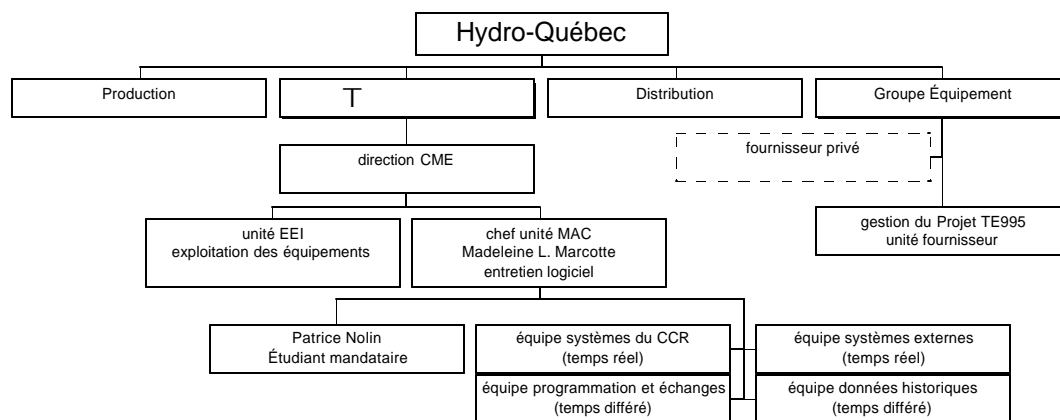 Hydro-Québec
Production
T
Distribution
Groupe Équipement
direction CME
fournisseur privé
unité EEI
exploitation des équipements
chef unité MAC
Madeleine L. Marcotte
entretien logiciel
gestion du Projet TE995
unité fournisseur
Patrice Nolin
Étudiant mandataire
équipe systèmes du CCR
(temps réel)
équipe systèmes externes
(temps réel)
équipe programmation et échanges
(temps différé)
équipe données historiques
(temps différé)